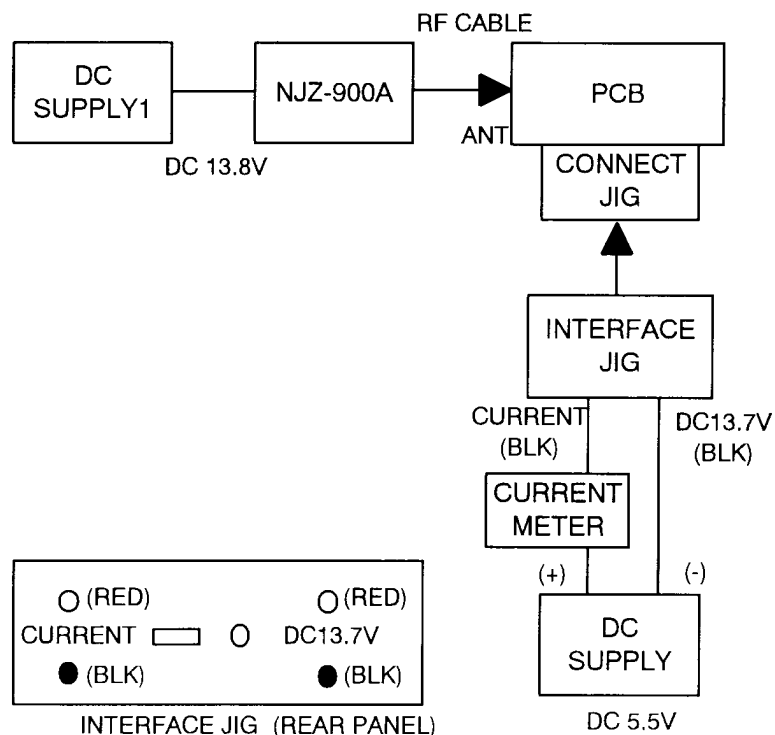 RF CABLE
DC
SUPPLY1
NJZ-900A
PCB
ANT
DC 13.8V
CONNECT
JIG
INTERFACE
JIG
CURRENT
(BLK)
DC13.7V
(BLK)
CURRENT
METER
(+)
(-)
DC
SUPPLY
DC 5.5V
(RED)
(RED)
CURRENT
DC13.7V
(BLK)
(BLK)
INTERFACE JIG (REAR PANEL)